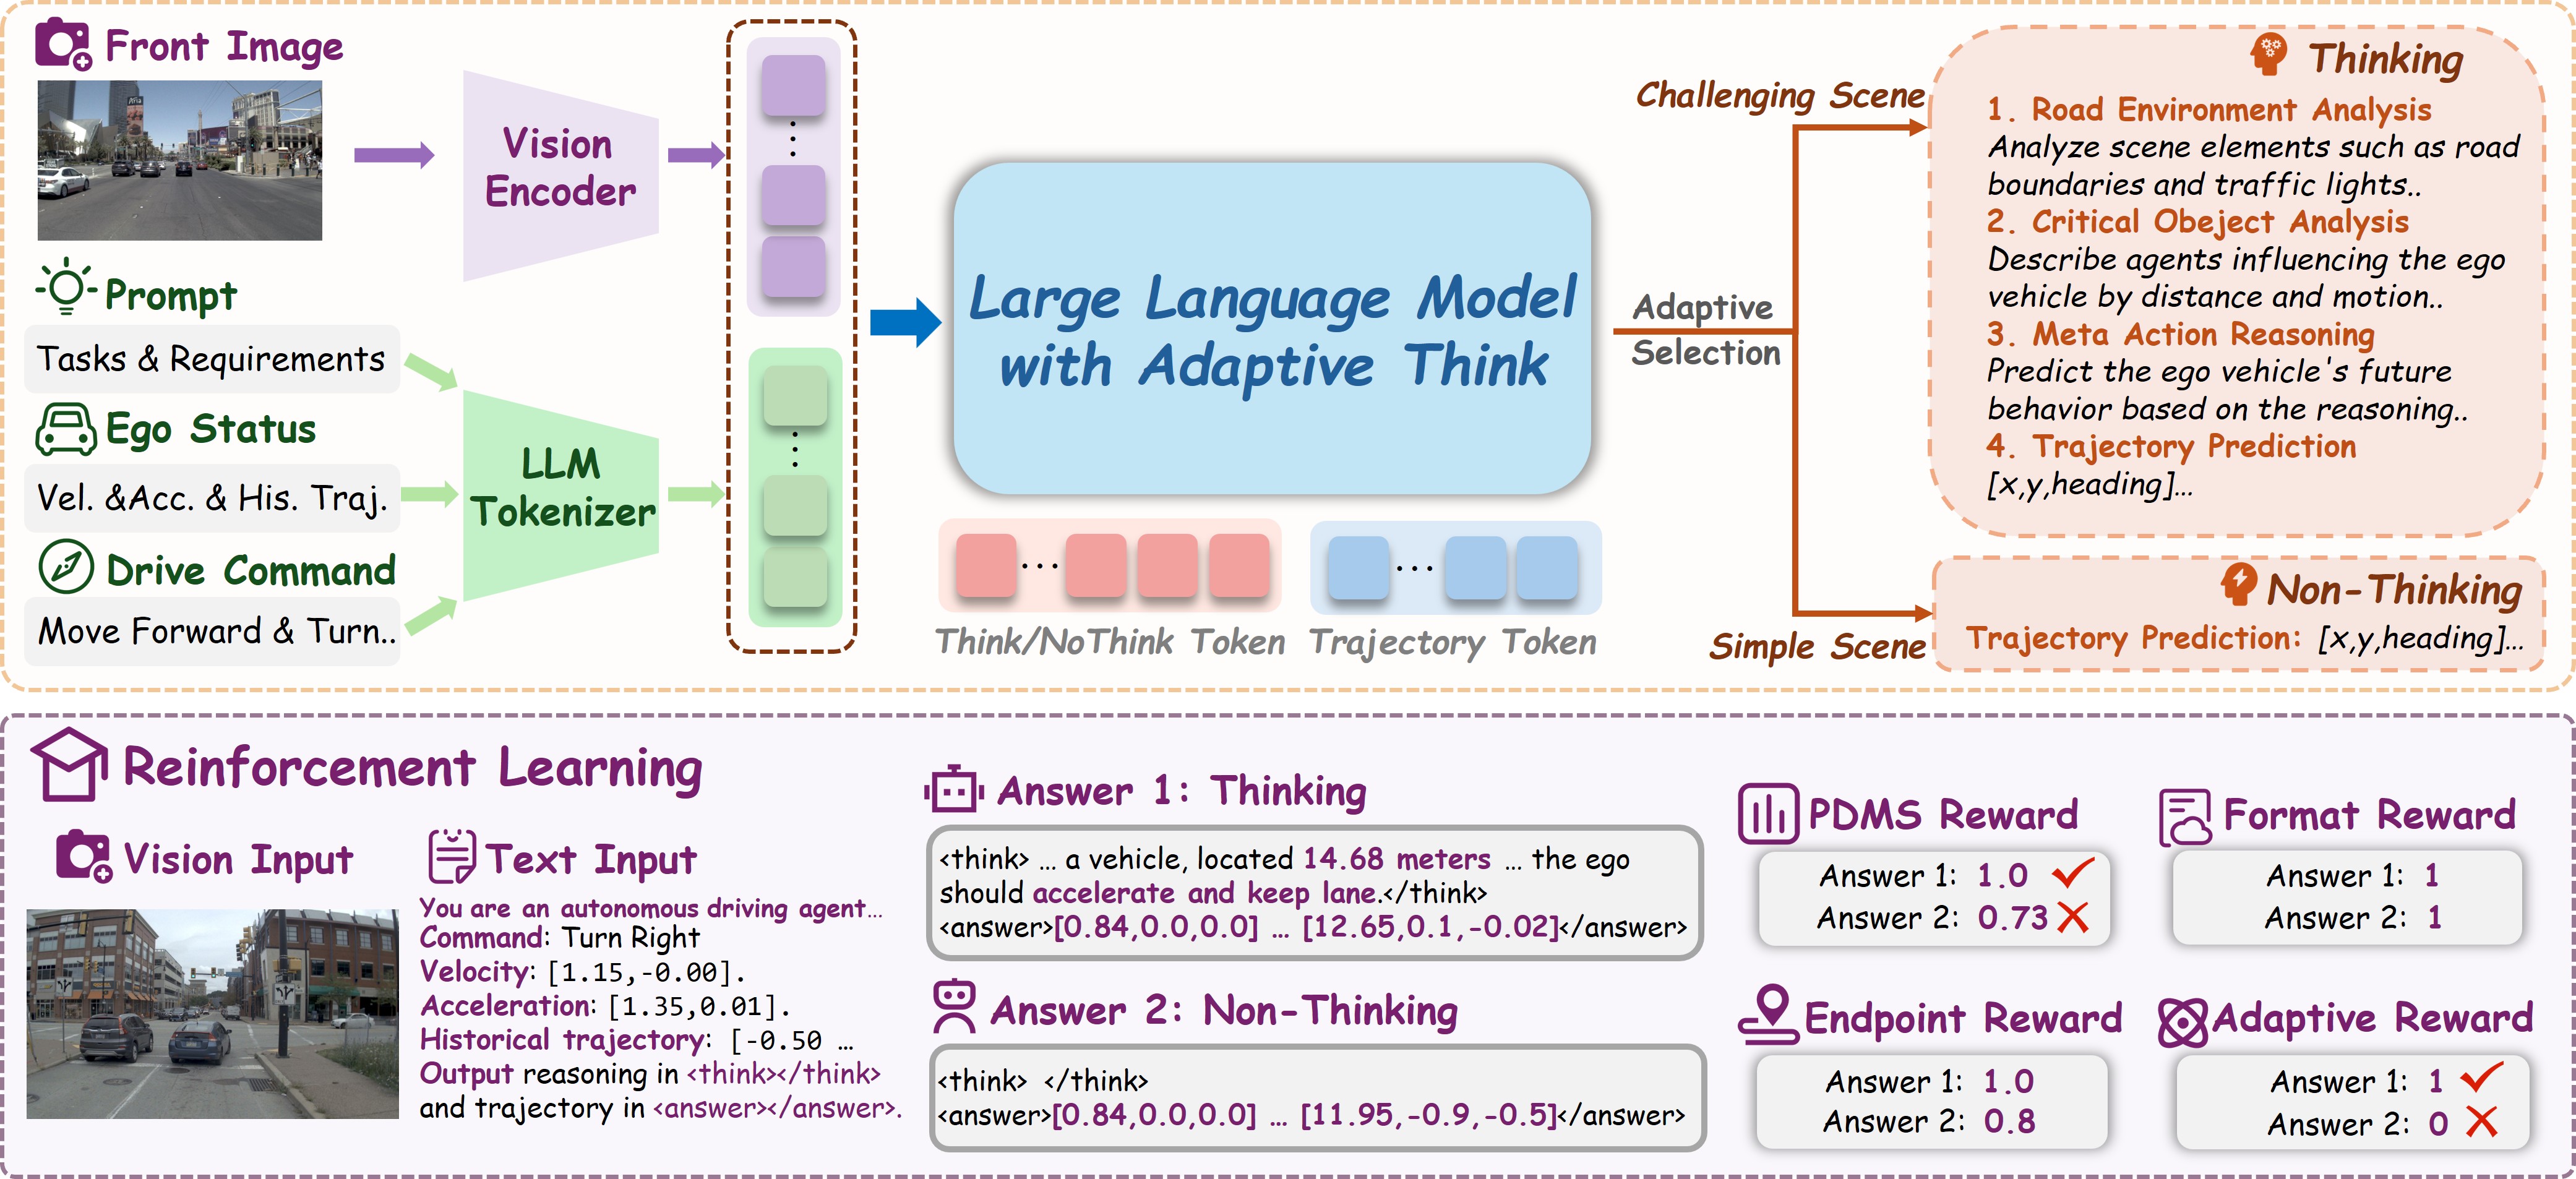 Front Image
Prompt
Tasks & Requirements
Ego Status
Vel. &Acc. & His. Traj.
Drive Command
Move Forward & Turn..
Vision
Encoder
LLM
Tokenizer
Large Language Model
with Adaptive Think
Think/NoThink Token
Trajectory Token
Adaptive
Selection
Challenging Scene
Simple Scene
Thinking
1. Road Environment Analysis
Analyze scene elements such as road
boundaries and traffic lights..
2. Critical Obeject Analysis
Describe agents influencing the ego
vehicle by distance and motion..
3. Meta Action Reasoning
Predict the ego vehicle's future
behavior based on the reasoning..
4. Trajectory Prediction
[x,y,heading]...
Non-Thinking
Trajectory Prediction: [x,y,heading]...
Reinforcement Learning
Vision Input
Text Input
You are an autonomous driving agent...
Command: Turn Right
Velocity: [1.15,-0.00].
Acceleration: [1.35,0.01].
Historical trajectory: [-0.50 …
Output reasoning in <think></think>
and trajectory in <answer></answer>.
Answer 1: Thinking
<think> … a vehicle, located 14.68 meters … the ego
should accelerate and keep lane.</think>
<answer>[0.84,0.0,0.0] … [12.65,0.1,-0.02]</answer>
Answer 2: Non-Thinking
<think> </think>
<answer>[0.84,0.0,0.0] … [11.95,-0.9,-0.5]</answer>
PDMS Reward
Answer 1: 1.0
Answer 2: 0.73
Format Reward
Answer 1: 1
Answer 2: 1
Endpoint Reward
Answer 1: 1.0
Answer 2: 0.8
Adaptive Reward
Answer 1: 1
Answer 2: 0